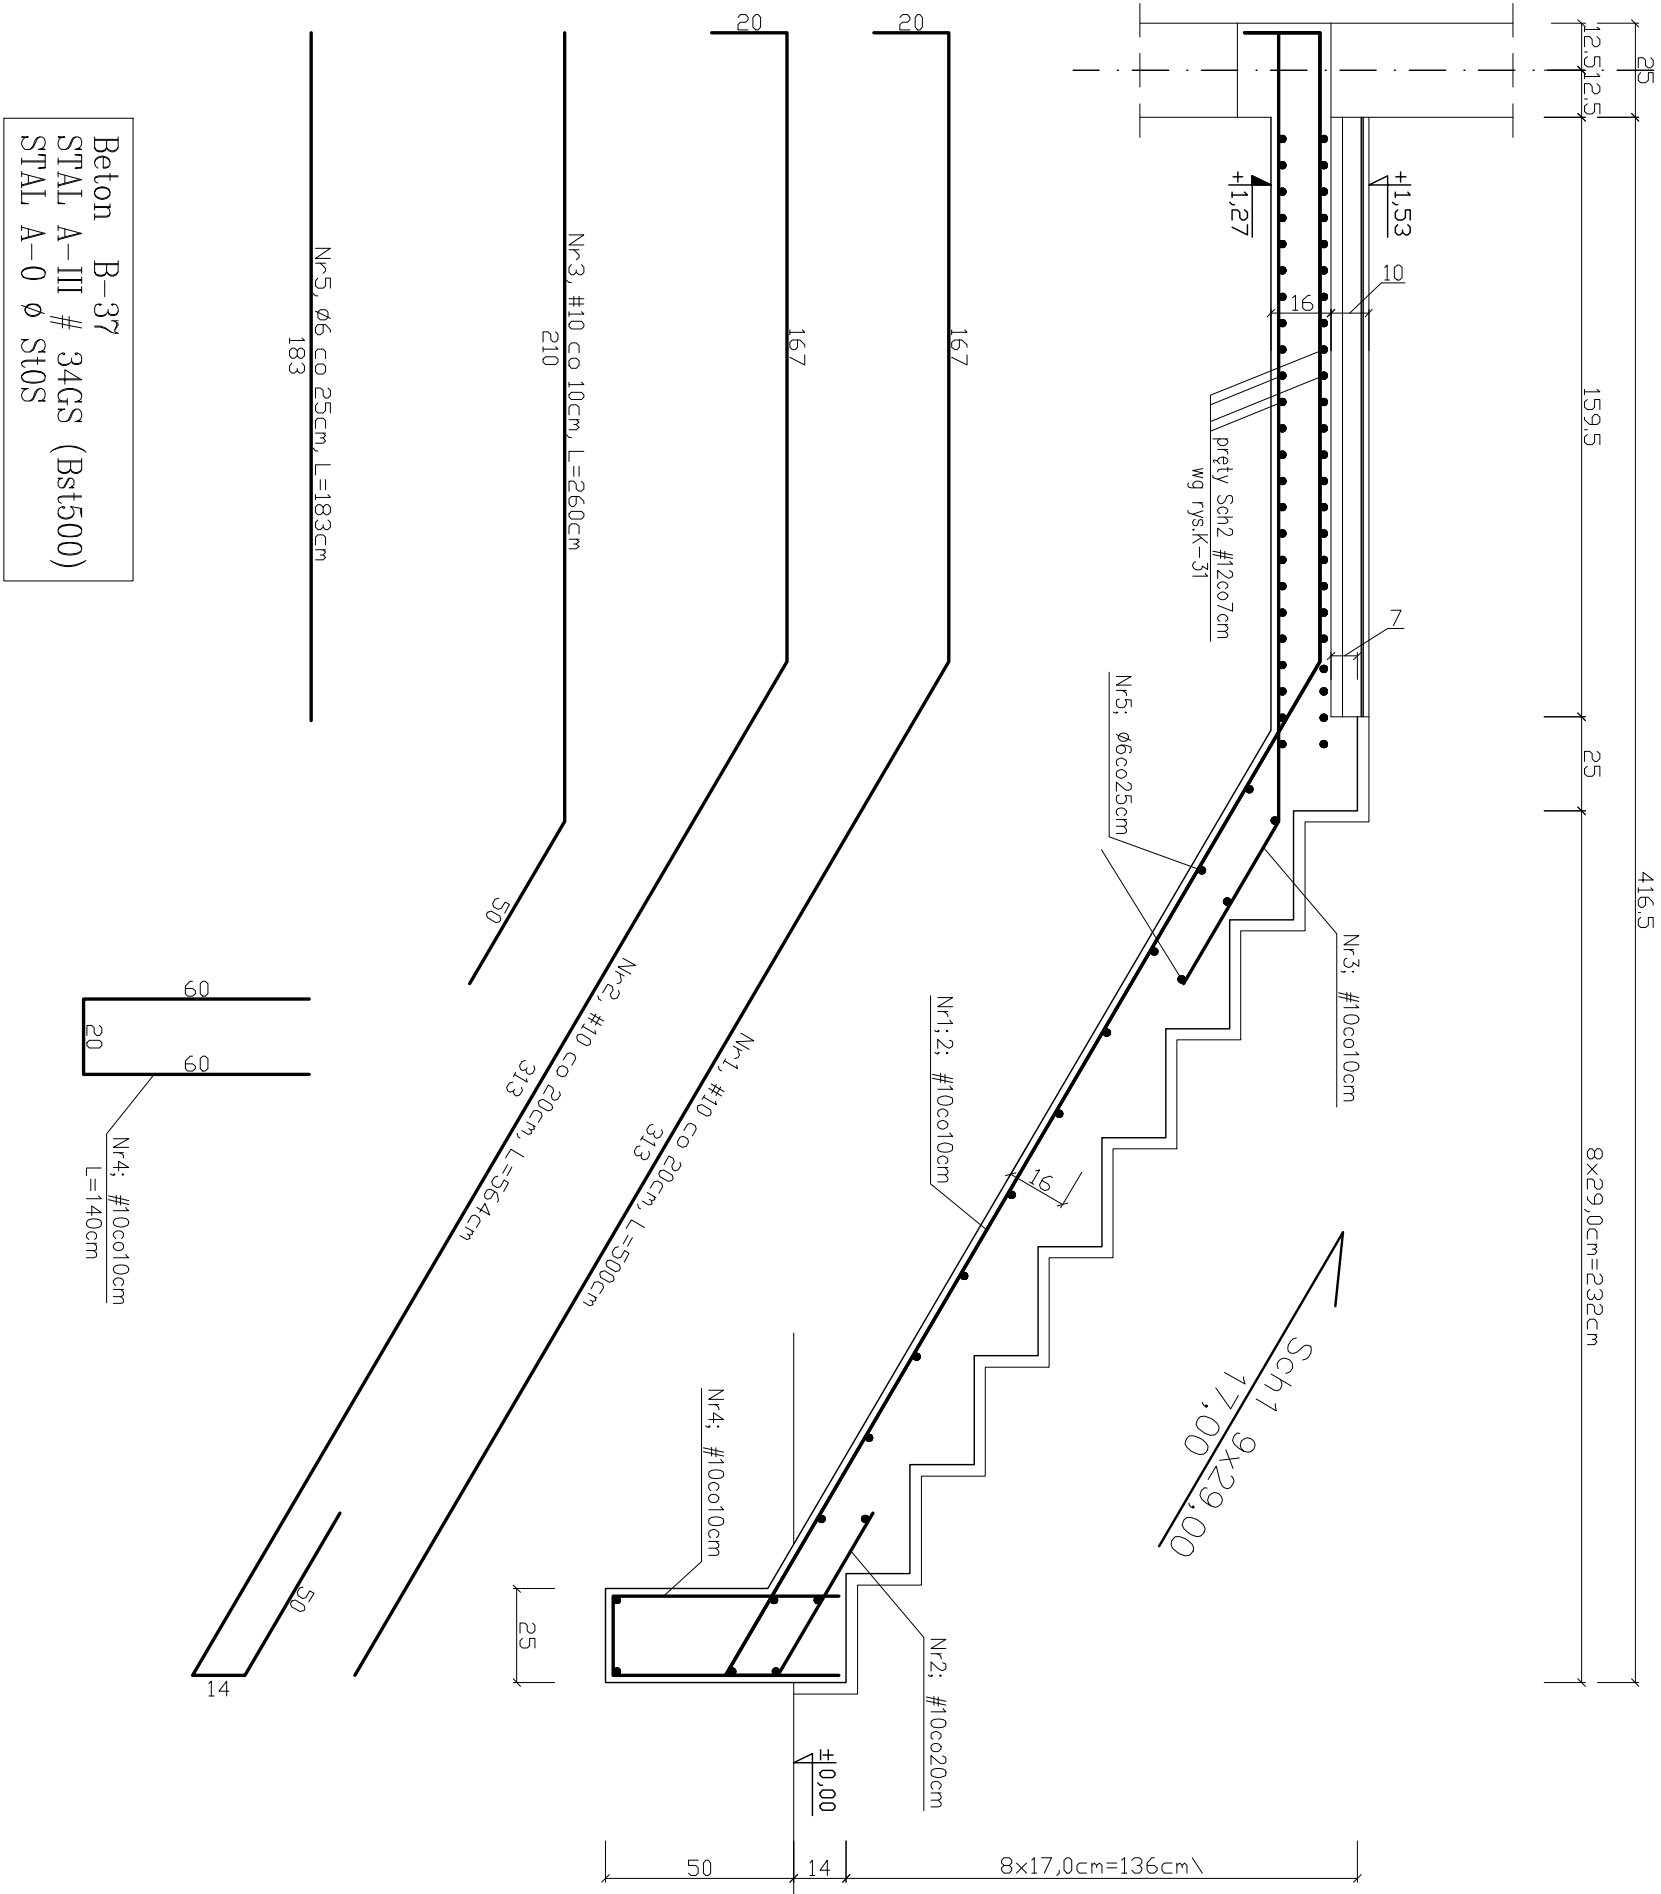 25
12.5
12.5
416.5
159.5
25
8x29,0cm=232cm
+1,53
+1,27
10
16
7
pręty Sch2 #12co7cm
wg rys.K-31
Nr5; ø6co25cm
Nr3; #10co10cm
Nr1;2; #10co10cm
16
Sch1 9x29,00
17,00
Nr4; #10co10cm
Nr2; #10co20cm
25
±0,00
50
14
8x17,0cm=136cm\
20
167
Nr1, #10 co 20cm, L=500cm
313
20
167
Nr2, #10 co 20cm, L=564cm
313
50
14
Nr3, #10 co 10cm, L=260cm
210
50
Nr5, ø6 co 25cm, L=183cm
183
60
20
60
Nr4; #10co10cm
L=140cm
Beton B-37
STAL A-III # 34GS (Bst500)
STAL A-0 ø St0S